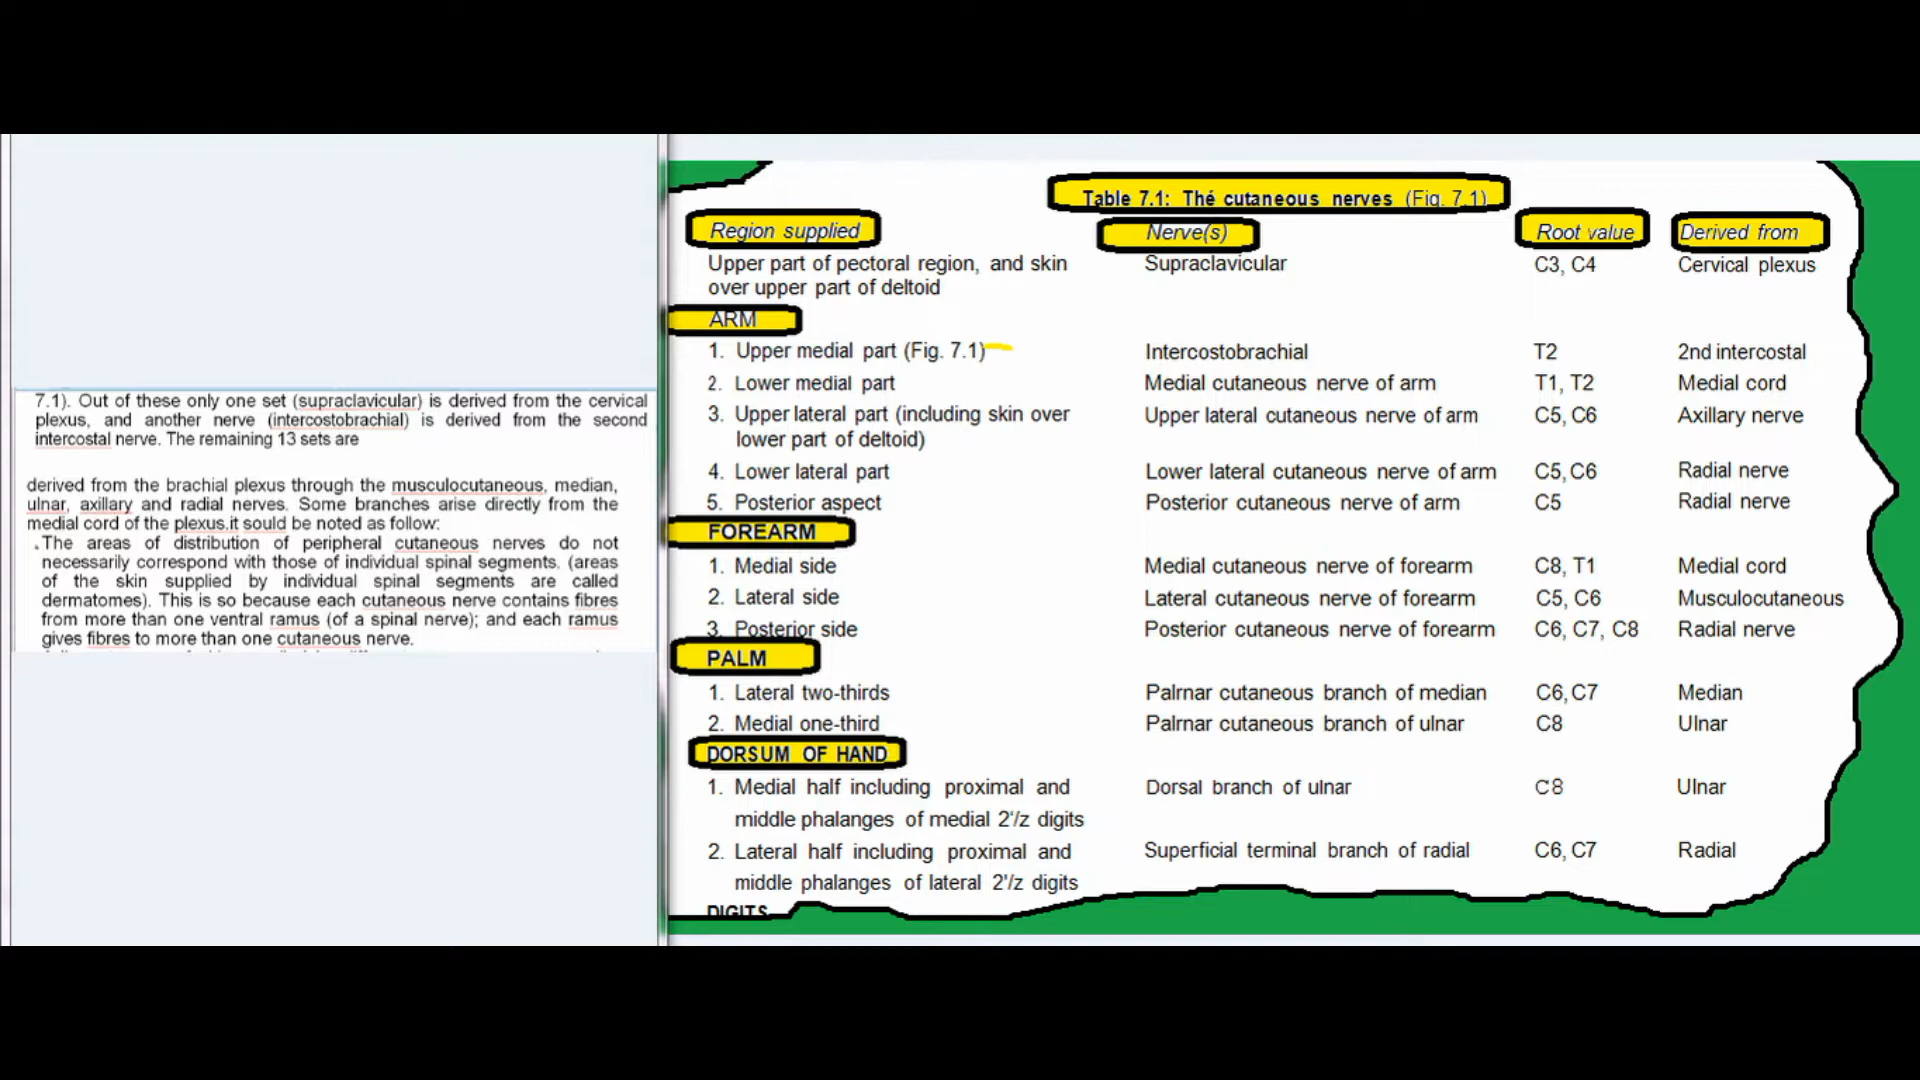 7.1). Out of these only one set (supraclavicular) is derived from the cervical
plexus, and another nerve (intercostobrachial) is derived from the second
intercostal nerve. The remaining 13 sets are
derived from the brachial plexus through the musculocutaneous, median,
ulnar, axillary and radial nerves. Some branches arise directly from the
medial cord of the plexus.it sould be noted as follow:
.The areas of distribution of peripheral cutaneous nerves do not
necessarily correspond with those of individual spinal segments. (areas
of the skin supplied by individual spinal segments are called
dermatomes). This is so because each cutaneous nerve contains fibres
from more than one ventral ramus (of a spinal nerve); and each ramus
gives fibres to more than one cutaneous nerve.
Table 7.1: Thé cutaneous nerves (Fig. 7.1)
Region supplied Nerve(s) Root value Derived from
Upper part of pectoral region, and skin Supraclavicular C3, C4 Cervical plexus
over upper part of deltoid
ARM
1. Upper medial part (Fig. 7.1) Intercostobrachial T2 2nd intercostal
2. Lower medial part Medial cutaneous nerve of arm T1, T2 Medial cord
3. Upper lateral part (including skin over Upper lateral cutaneous nerve of arm C5, C6 Axillary nerve
lower part of deltoid)
4. Lower lateral part Lower lateral cutaneous nerve of arm C5, C6 Radial nerve
5. Posterior aspect Posterior cutaneous nerve of arm C5 Radial nerve
FOREARM
1. Medial side Medial cutaneous nerve of forearm C8, T1 Medial cord
2. Lateral side Lateral cutaneous nerve of forearm C5, C6 Musculocutaneous
3. Posterior side Posterior cutaneous nerve of forearm C6, C7, C8 Radial nerve
PALM
1. Lateral two-thirds Palrnar cutaneous branch of median C6, C7 Median
2. Medial one-third Palrnar cutaneous branch of ulnar C8 Ulnar
DORSUM OF HAND
1. Medial half including proximal and Dorsal branch of ulnar C8 Ulnar
middle phalanges of medial 2'/z digits
2. Lateral half including proximal and Superficial terminal branch of radial C6, C7 Radial
middle phalanges of lateral 2'/z digits
DIGITS